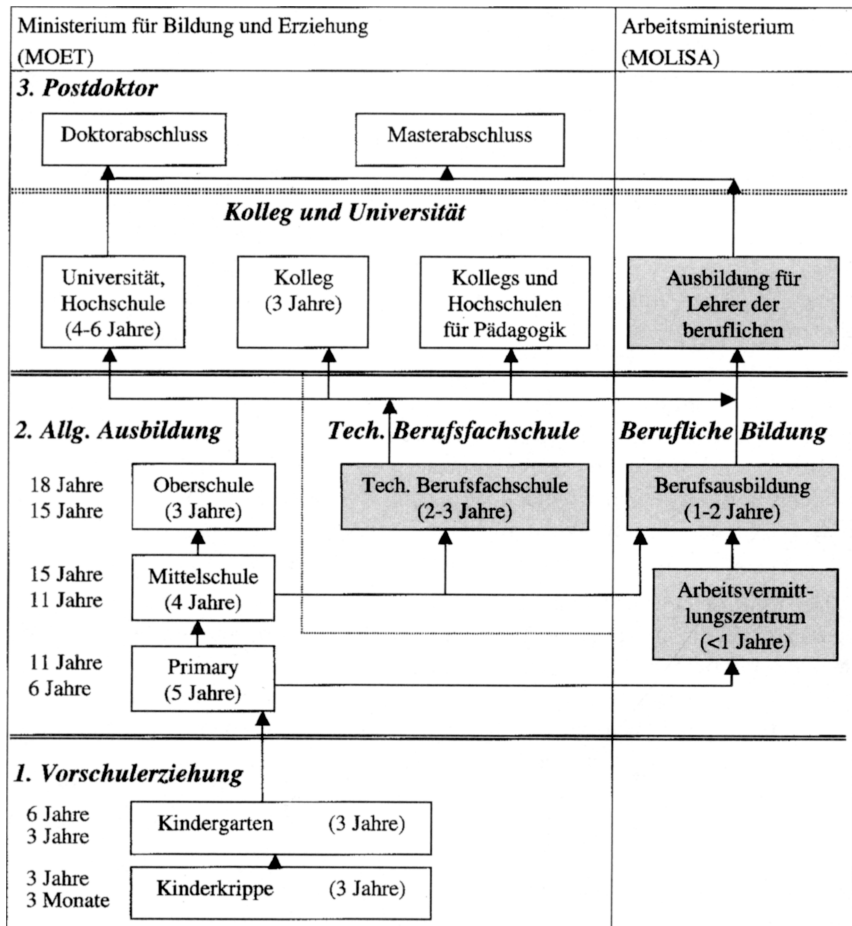 Ministerium für Bildung und Erziehung
(MOET)
Arbeitsministerium
(MOLISA)
3. Postdoktor
Doktorabschluss
Masterabschluss
Kolleg und Universität
Universität,
Hochschule
(4-6 Jahre)
Kolleg
(3 Jahre)
Kollegs und
Hochschulen
für Pädagogik
Ausbildung für
Lehrer der
beruflichen
2. Allg. Ausbildung
Tech. Berufsfachschule
Berufliche Bildung
18 Jahre
15 Jahre
Oberschule
(3 Jahre)
Tech. Berufsfachschule
(2-3 Jahre)
Berufsausbildung
(1-2 Jahre)
15 Jahre
11 Jahre
Mittelschule
(4 Jahre)
Arbeitsvermitt-
lungszentrum
(<1 Jahre)
11 Jahre
6 Jahre
Primary
(5 Jahre)
1. Vorschulerziehung
6 Jahre
3 Jahre
Kindergarten (3 Jahre)
3 Jahre
3 Monate
Kinderkrippe (3 Jahre)